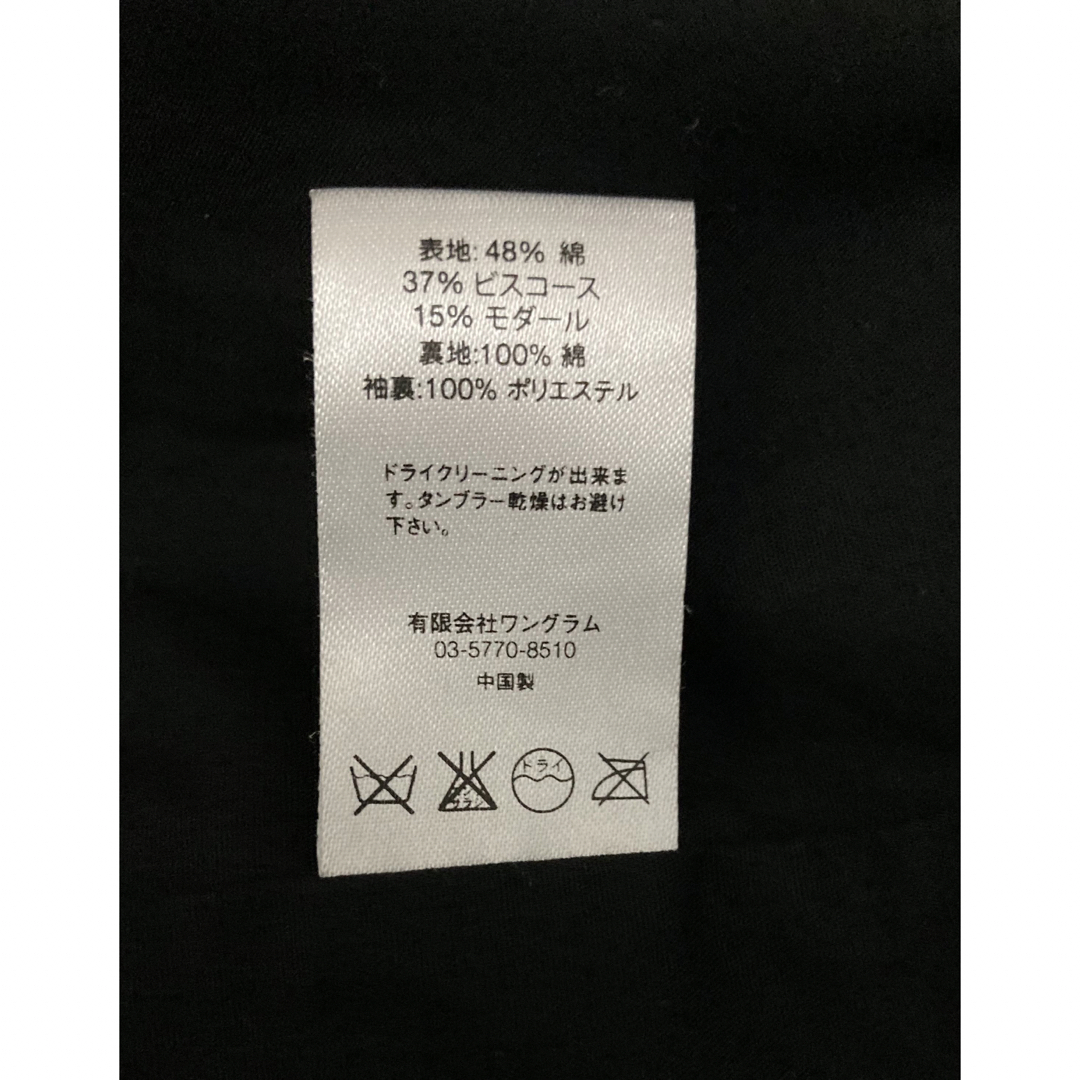 表地: 48% 綿
37% ビスコース
15% モダール
裏地:100% 綿
袖裏:100% ポリエステル
ドライクリーニングが出来ま
す。タンブラー乾燥はお避け
下さい。
有限会社ワングラム
03-5770-8510
中国製
ドライ